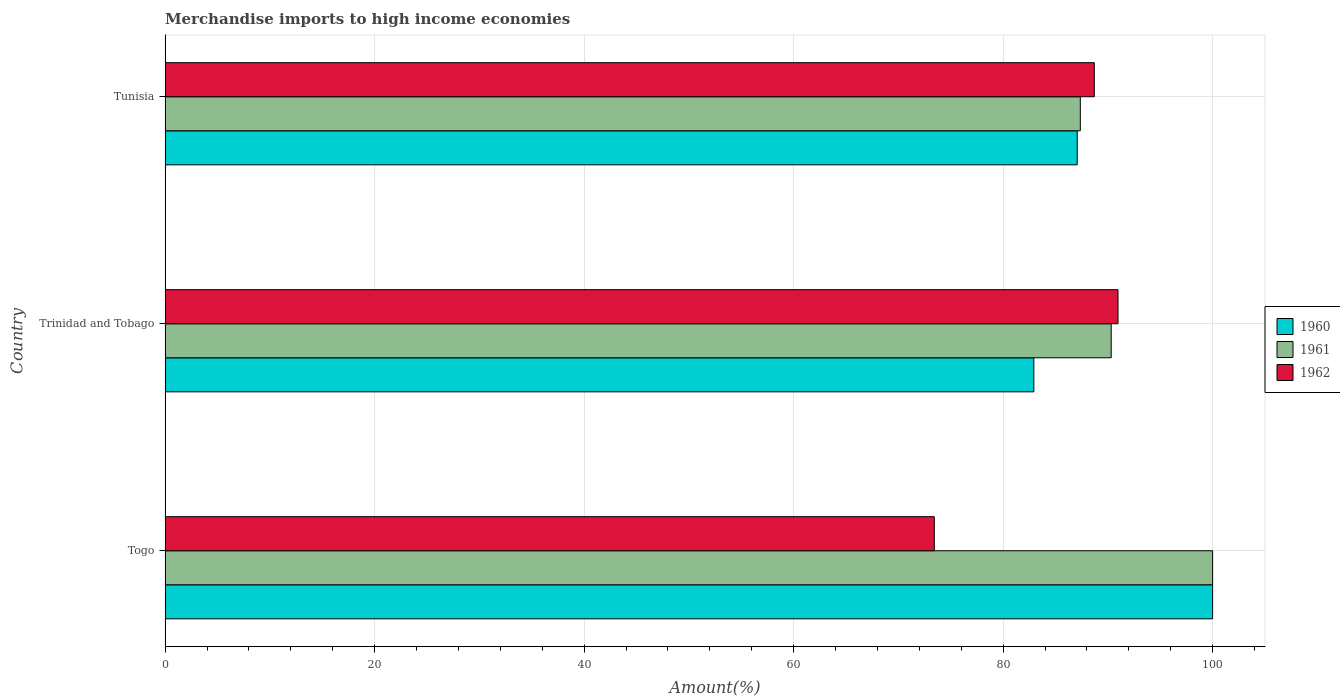 Merchandise imports to high income economies
Tunisia
Trinidad and Tobago
Togo
Country
0
20
40
60
80
100
Amount(%)
1960
1961
1962